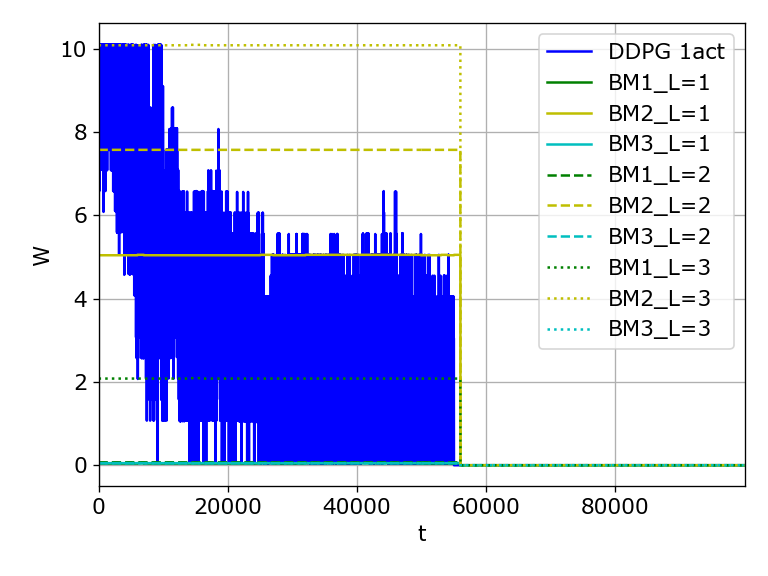 10
8
6
4
2
0
W
0
20000
40000
60000
80000
t
DDPG 1act
BM1_L=1
BM2_L=1
BM3_L=1
BM1_L=2
BM2_L=2
BM3_L=2
BM1_L=3
BM2_L=3
BM3_L=3